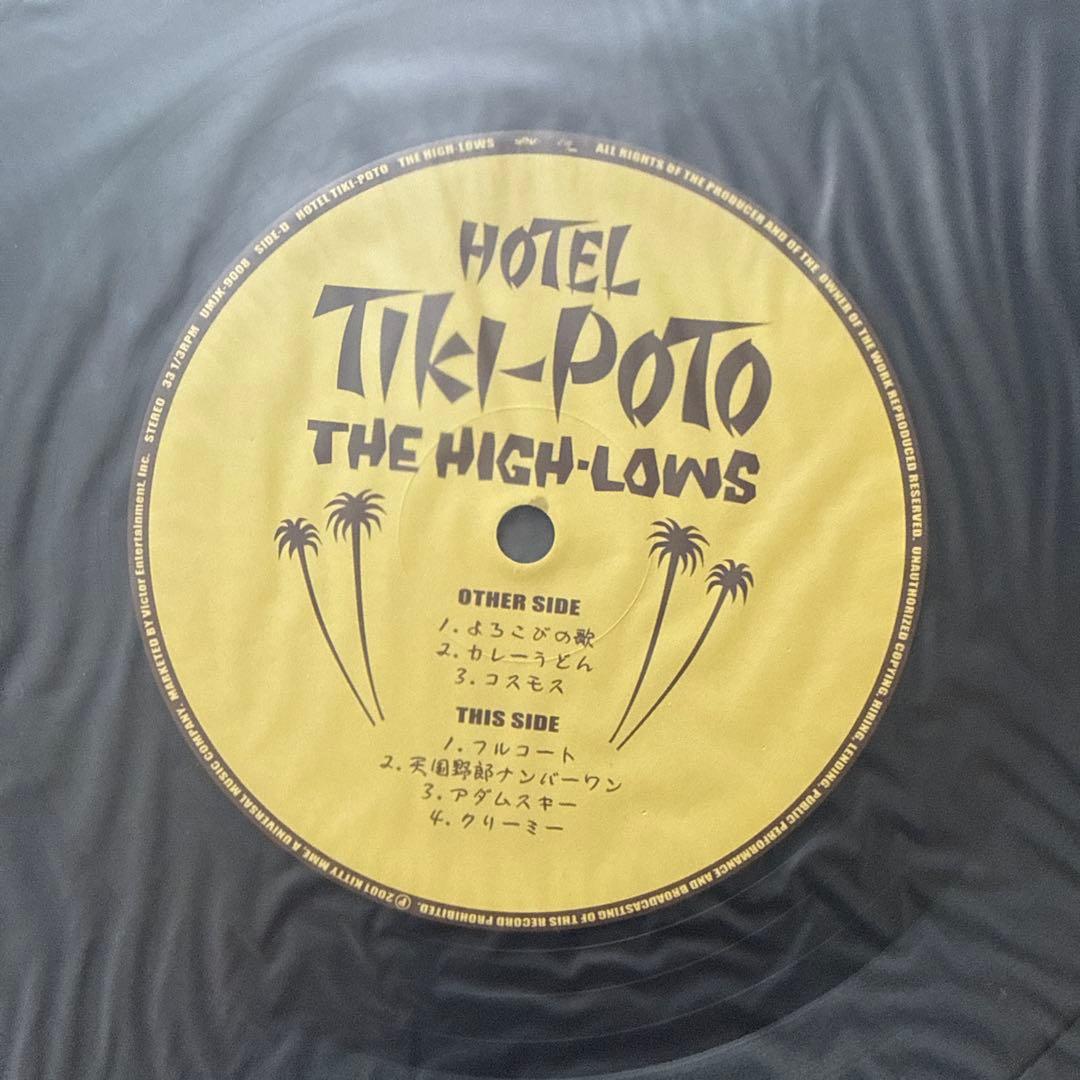 HOTEL
TIKI-POTO
THE HIGH-LOWS
OTHER SIDE
1. よろこびの歌
2. カレーうどん
3. コスモス
THIS SIDE
1. フルコート
2. 天国野郎ナンバーワン
3. アダムスキー
4. クリーミー
℗ 2001 KITTY MME, A UNIVERSAL MUSIC COMPANY. MARKETED BY Victor Entertainment, Inc. STEREO 33 1/3RPM UMJK-9008 SIDE-D HOTEL TIKI-POTO THE HIGH-LOWS
ALL RIGHTS OF THE PRODUCER AND OF THE OWNER OF THE WORK REPRODUCED RESERVED. UNAUTHORIZED COPYING, HIRING, LENDING, PUBLIC PERFORMANCE AND BROADCASTING OF THIS RECORD PROHIBITED.